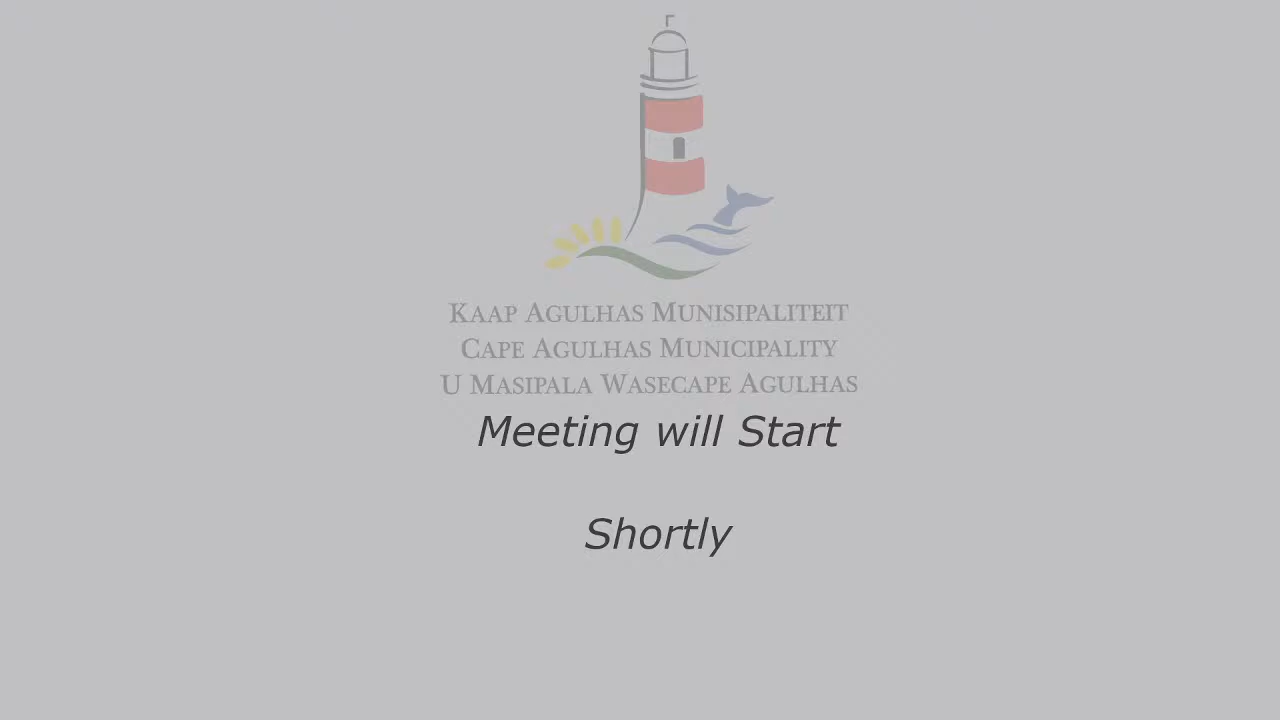 KAAP AGULHAS MUNISIPALITEIT
CAPE AGULHAS MUNICIPALITY
U MASIPALA WASECAPE AGULHAS
Meeting will Start
Shortly